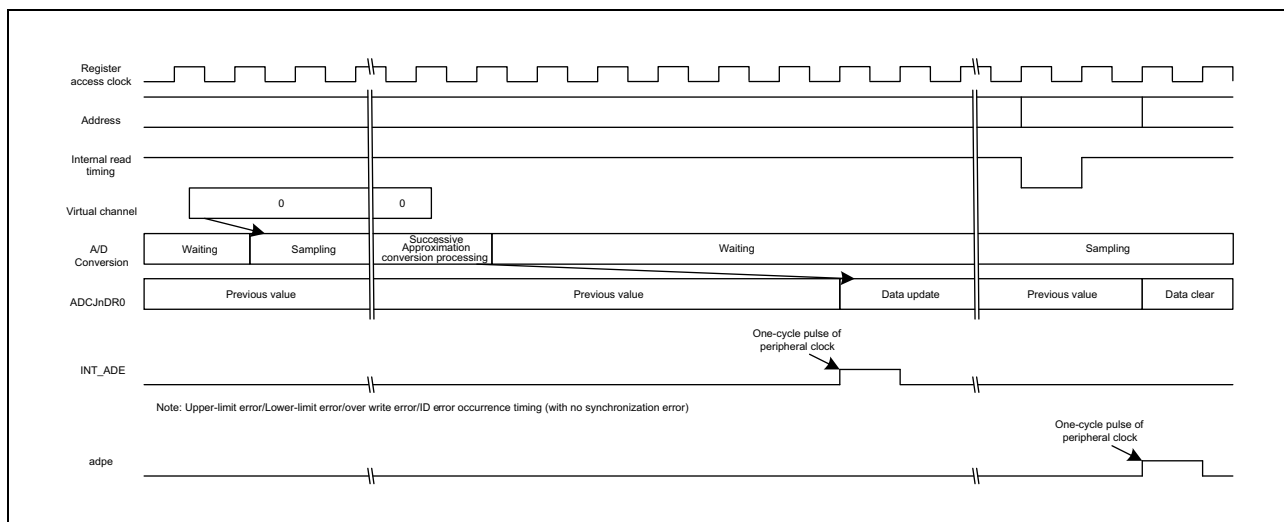 Register
access clock
Address
Internal read
timing
Virtual channel
0
0
A/D
Conversion
Waiting
Sampling
Successive
Approximation
conversion processing
Waiting
Sampling
ADCJnDR0
Previous value
Previous value
Data update
Previous value
Data clear
One-cycle pulse of
peripheral clock
INT_ADE
Note: Upper-limit error/Lower-limit error/over write error/ID error occurrence timing (with no synchronization error)
One-cycle pulse of
peripheral clock
adpe